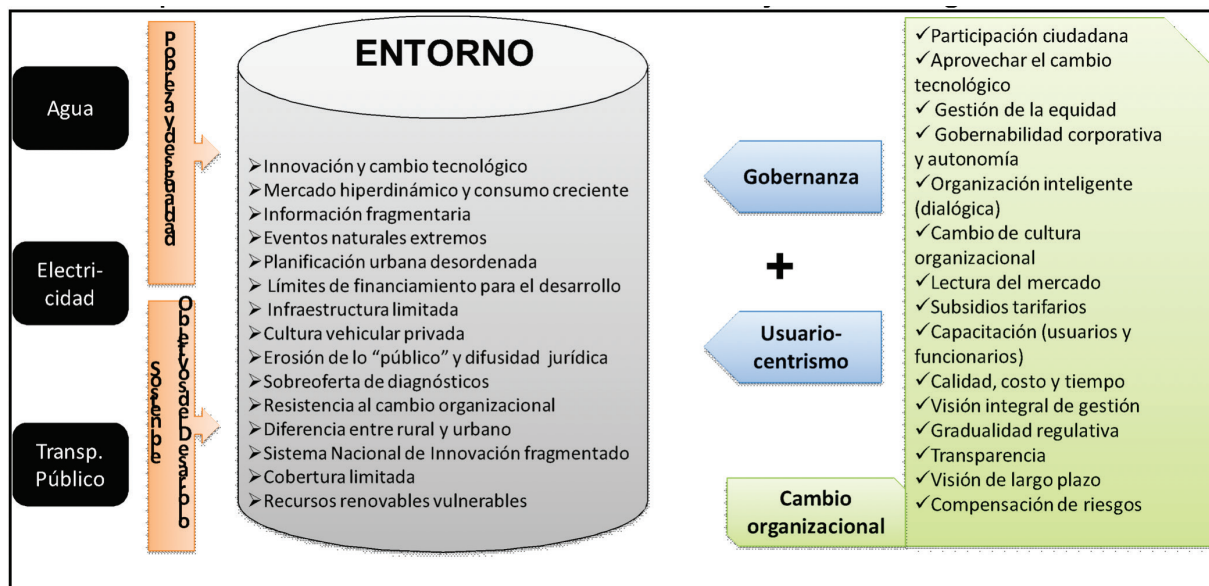 Agua
Electri-
cidad
Transp.
Público
Pobreza y desigualdad
Objetivos de Desarrollo
Sostenible
ENTORNO
➢Innovación y cambio tecnológico
➢Mercado hiperdinámico y consumo creciente
➢Información fragmentaria
➢Eventos naturales extremos
➢Planificación urbana desordenada
➢ Límites de financiamiento para el desarrollo
➢ Infraestructura limitada
➢Cultura vehicular privada
➢Erosión de lo “público” y difusidad jurídica
➢Sobreoferta de diagnósticos
➢Resistencia al cambio organizacional
➢Diferencia entre rural y urbano
➢Sistema Nacional de Innovación fragmentado
➢Cobertura limitada
➢Recursos renovables vulnerables
Gobernanza
+
Usuario-
centrismo
Cambio
organizacional
✓Participación ciudadana
✓Aprovechar el cambio
tecnológico
✓ Gestión de la equidad
✓ Gobernabilidad corporativa
y autonomía
✓Organización inteligente
(dialógica)
✓Cambio de cultura
organizacional
✓Lectura del mercado
✓Subsidios tarifarios
✓Capacitación (usuarios y
funcionarios)
✓Calidad, costo y tiempo
✓Visión integral de gestión
✓Gradualidad regulativa
✓Transparencia
✓Visión de largo plazo
✓Compensación de riesgos